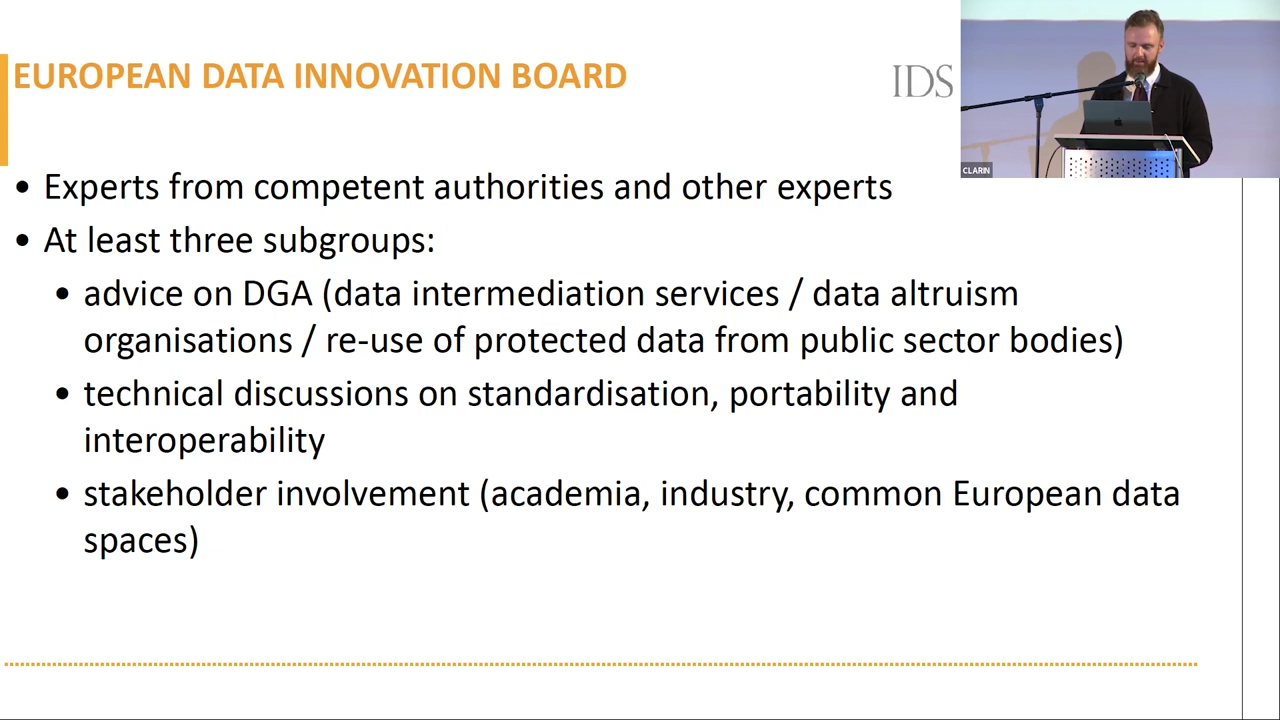 EUROPEAN DATA INNOVATION BOARD
IDS
CLARIN
• Experts from competent authorities and other experts
• At least three subgroups:
• advice on DGA (data intermediation services / data altruism
organisations / re-use of protected data from public sector bodies)
• technical discussions on standardisation, portability and
interoperability
• stakeholder involvement (academia, industry, common European data
spaces)